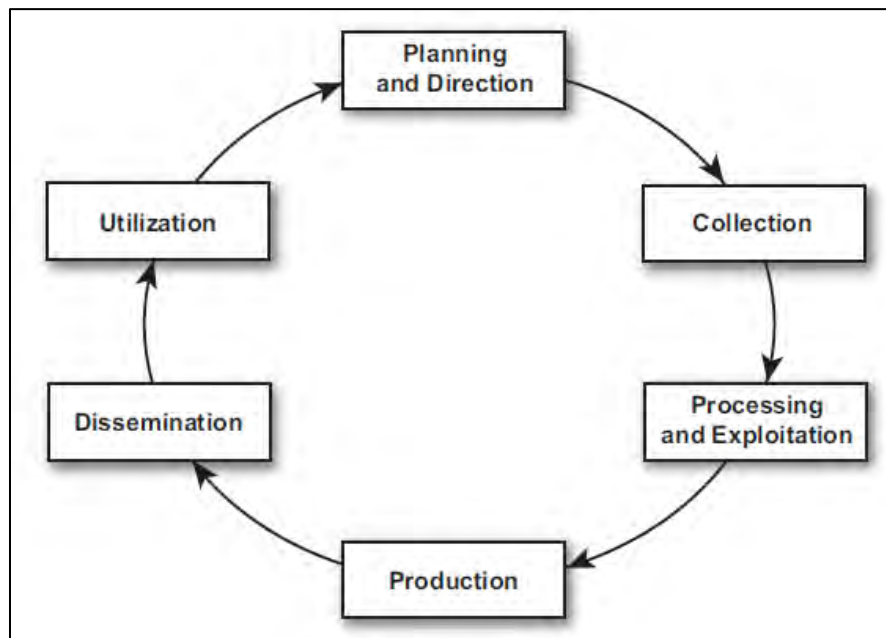 Planning
and Direction
Collection
Processing
and Exploitation
Production
Dissemination
Utilization